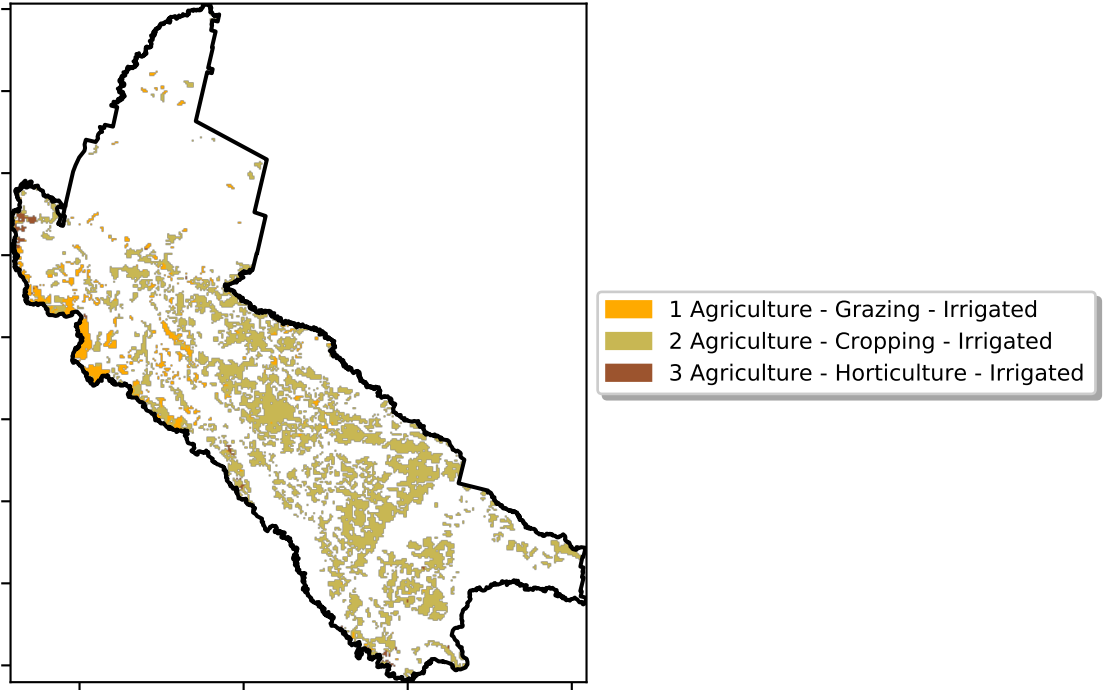 1 Agriculture - Grazing - Irrigated
2 Agriculture - Cropping - Irrigated
3 Agriculture - Horticulture - Irrigated